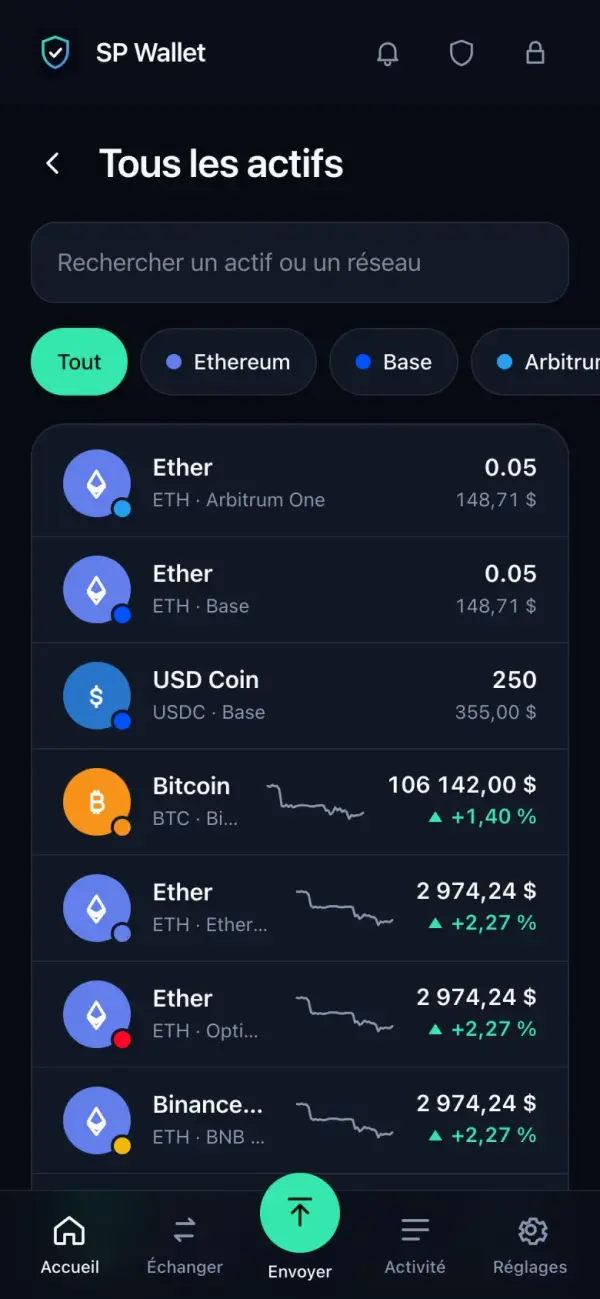 SP Wallet
Tous les actifs
Rechercher un actif ou un réseau
Tout
Ethereum
Base
Arbitrum
Ether
0.05
ETH · Arbitrum One
148,71 $
Ether
0.05
ETH · Base
148,71 $
USD Coin
250
USDC · Base
355,00 $
Bitcoin
106 142,00 $
BTC · Bi...
▲ +1,40 %
Ether
2 974,24 $
ETH · Ether...
▲ +2,27 %
Ether
2 974,24 $
ETH · Opti...
▲ +2,27 %
Binance...
2 974,24 $
ETH · BNB ...
▲ +2,27 %
Accueil
Échanger
Envoyer
Activité
Réglages